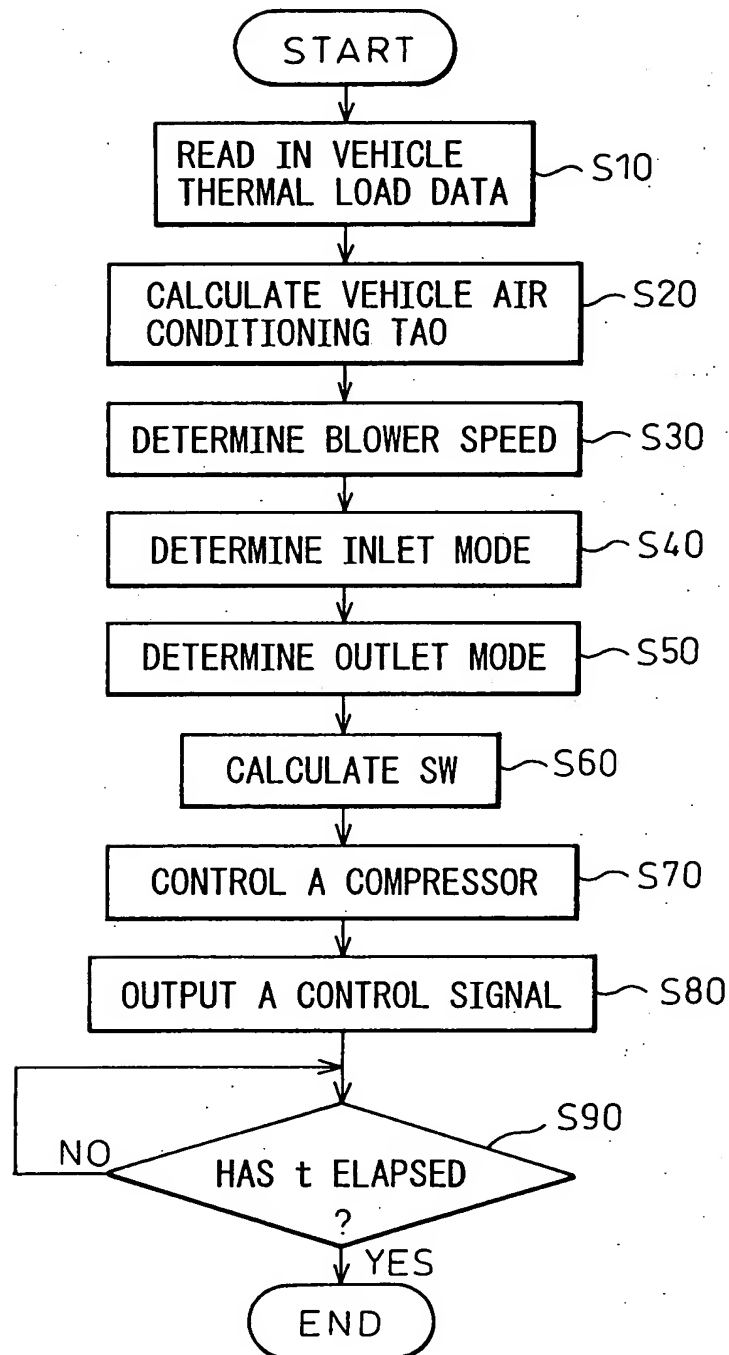 START
READ IN VEHICLE
THERMAL LOAD DATA
S10
CALCULATE VEHICLE AIR
CONDITIONING TAO
S20
DETERMINE BLOWER SPEED
S30
DETERMINE INLET MODE
S40
DETERMINE OUTLET MODE
S50
CALCULATE SW
S60
CONTROL A COMPRESSOR
S70
OUTPUT A CONTROL SIGNAL
S80
S90
NO
HAS t ELAPSED
?
YES
END